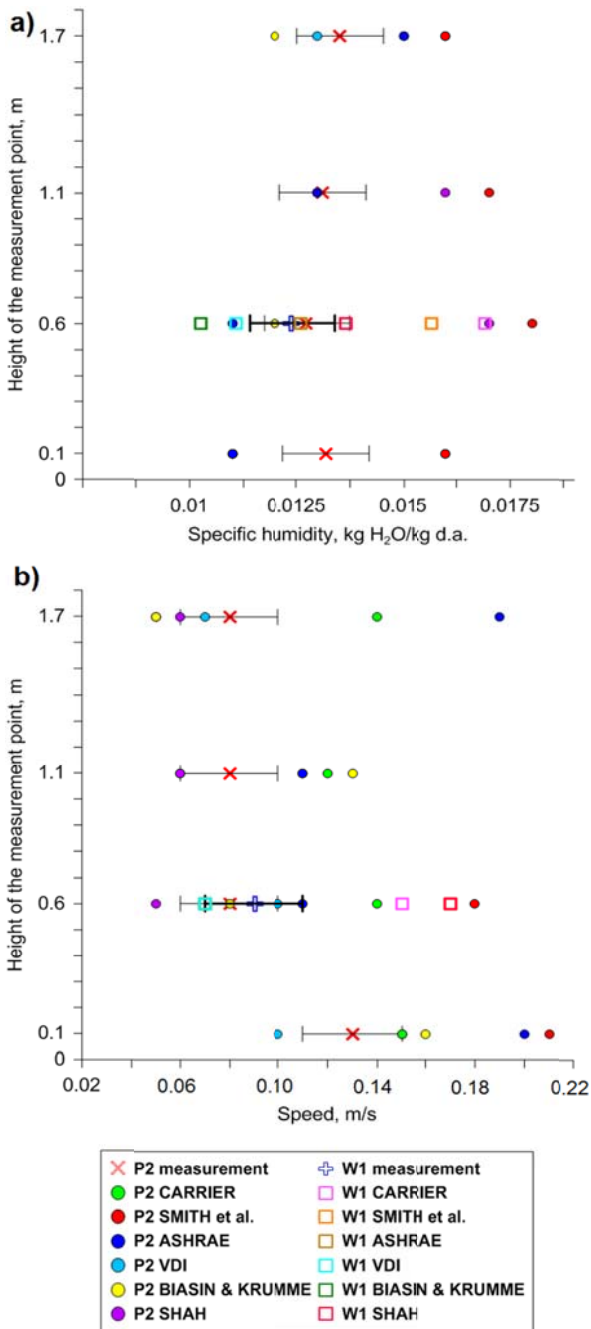 a)
Height of the measurement point, m
1.7
1.1
0.6
0.1
0
0.01 0.0125 0.015 0.0175
Specific humidity, kg H₂O/kg d.a.
b)
Height of the measurement point, m
1.7
1.1
0.6
0.1
0
0.02 0.06 0.10 0.14 0.18 0.22
Speed, m/s
P2 measurement W1 measurement
P2 CARRIER W1 CARRIER
P2 SMITH et al. W1 SMITH et al.
P2 ASHRAE W1 ASHRAE
P2 VDI W1 VDI
P2 BIASIN & KRUMME W1 BIASIN & KRUMME
P2 SHAH W1 SHAH